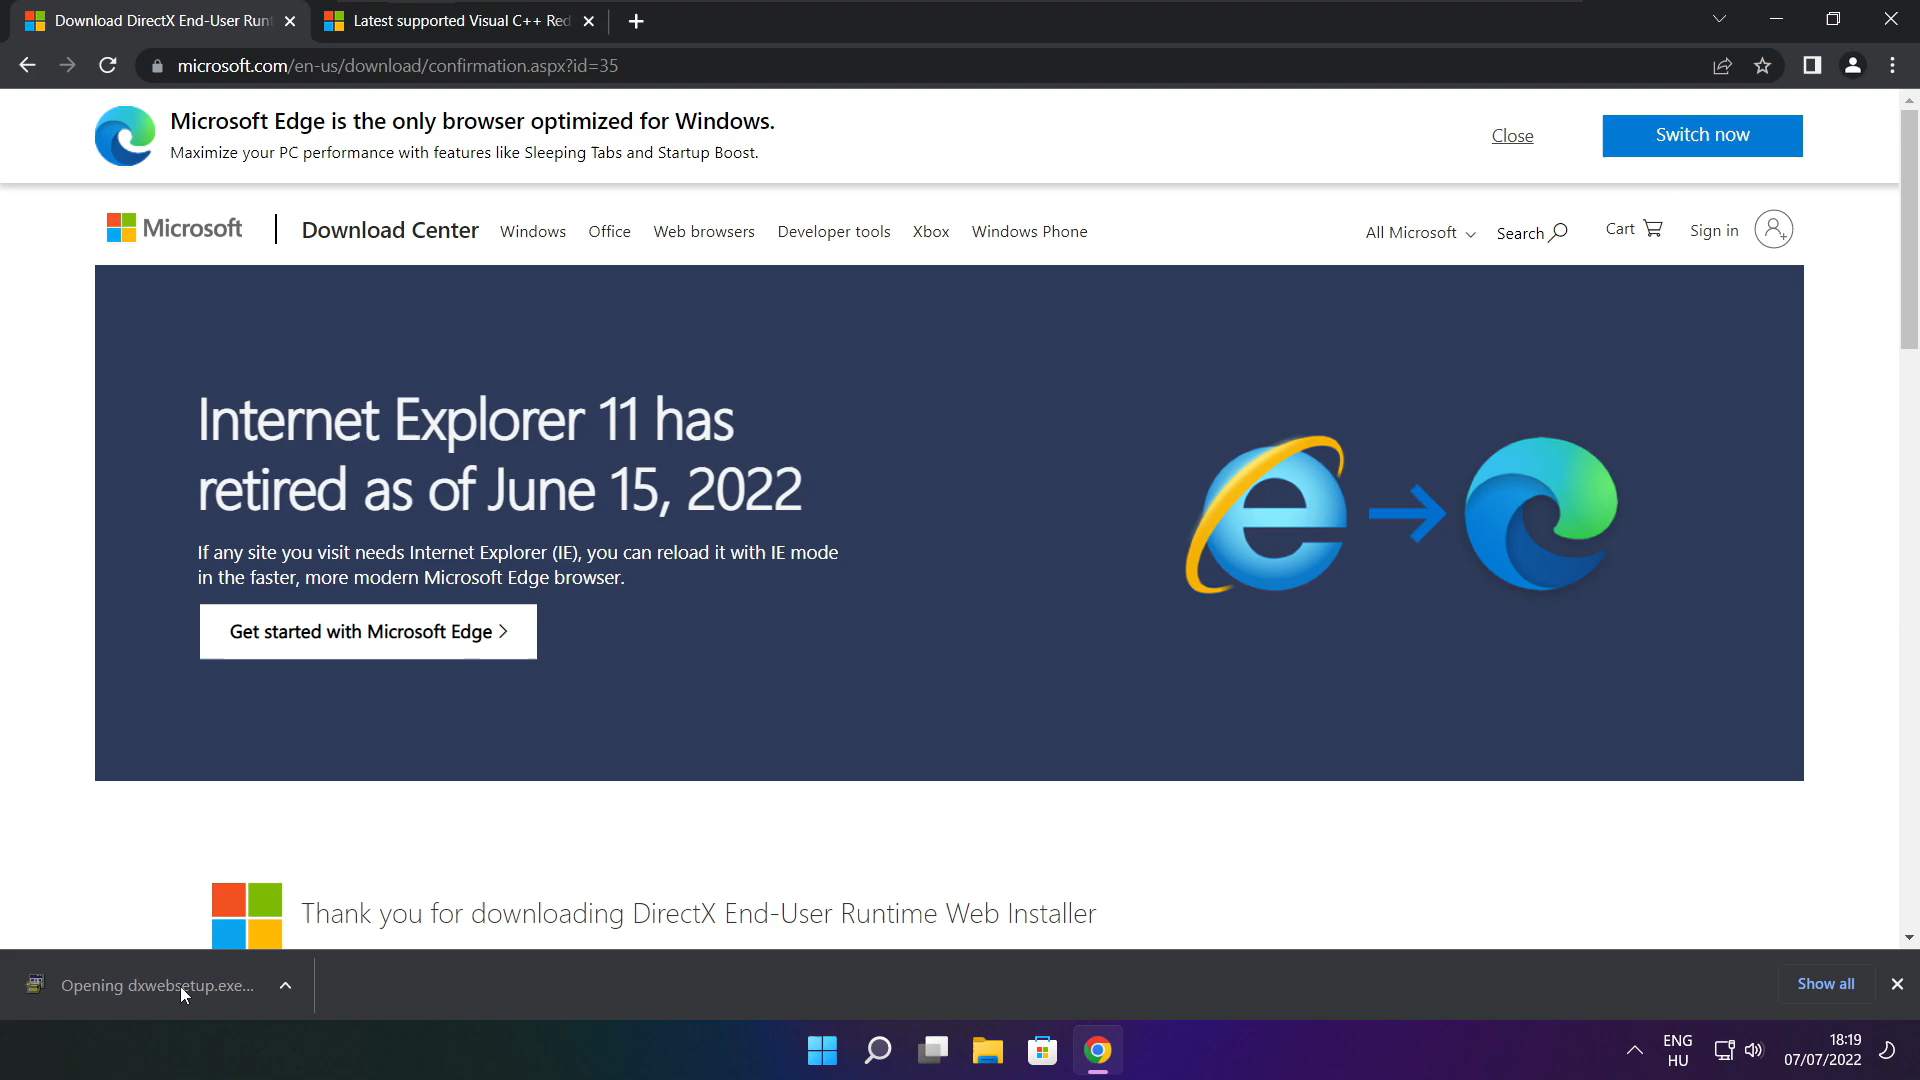 Download DirectX End-User Runt
Latest supported Visual C++ Red
microsoft.com/en-us/download/confirmation.aspx?id=35
Microsoft Edge is the only browser optimized for Windows.
Maximize your PC performance with features like Sleeping Tabs and Startup Boost.
Close
Switch now
Microsoft
Download Center
Windows
Office
Web browsers
Developer tools
Xbox
Windows Phone
All Microsoft
Search
Cart
Sign in
Internet Explorer 11 has
retired as of June 15, 2022
If any site you visit needs Internet Explorer (IE), you can reload it with IE mode
in the faster, more modern Microsoft Edge browser.
Get started with Microsoft Edge >
Thank you for downloading DirectX End-User Runtime Web Installer
Opening dxwebsetup.exe...
Show all
ENG
HU
18:19
07/07/2022